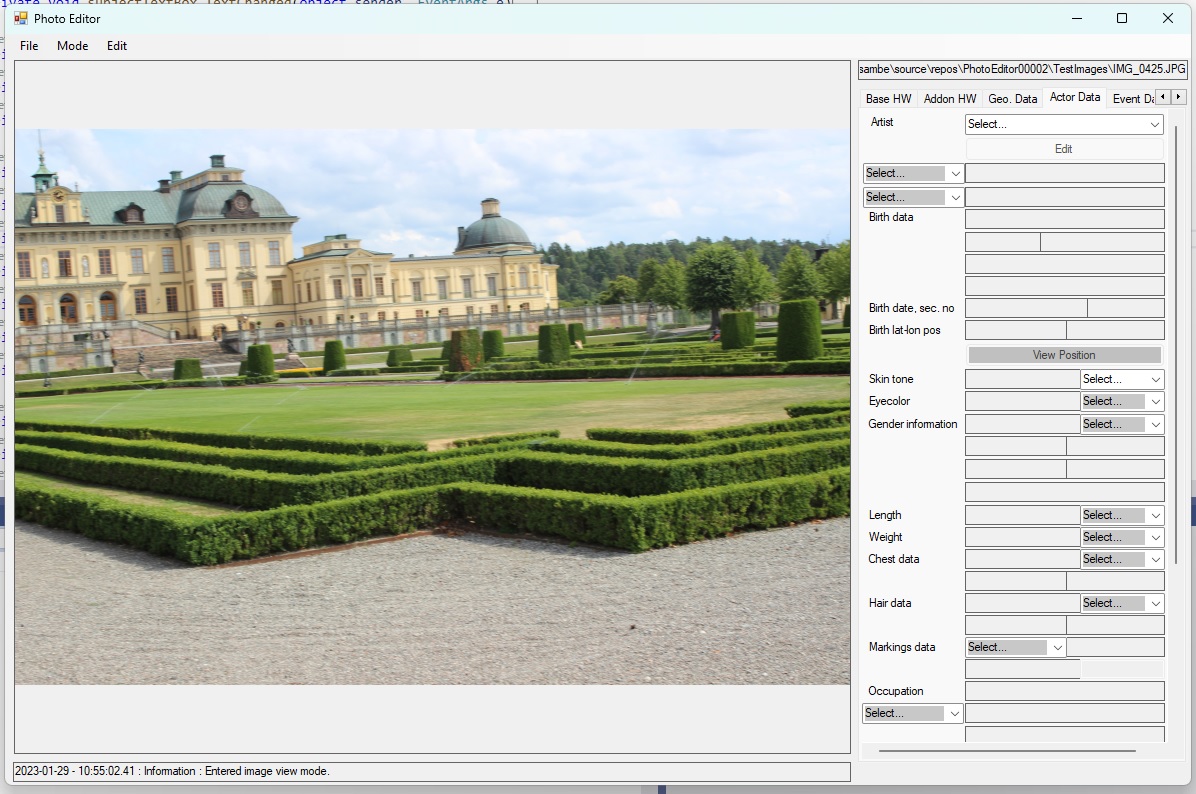 Photo Editor
File Mode Edit
sambe\source\repos\PhotoEditor00002\TestImages\IMG_0425.JPG
Base HW Addon HW Geo. Data Actor Data Event Da
Artist Select...
Edit
Select...
Select...
Birth data
Birth date, sec. no
Birth lat-lon pos
View Position
Skin tone Select...
Eyecolor Select...
Gender information Select...
Length Select...
Weight Select...
Chest data Select...
Hair data Select...
Markings data Select...
Occupation
Select...
2023-01-29 - 10:55:02.41 : Information : Entered image view mode.